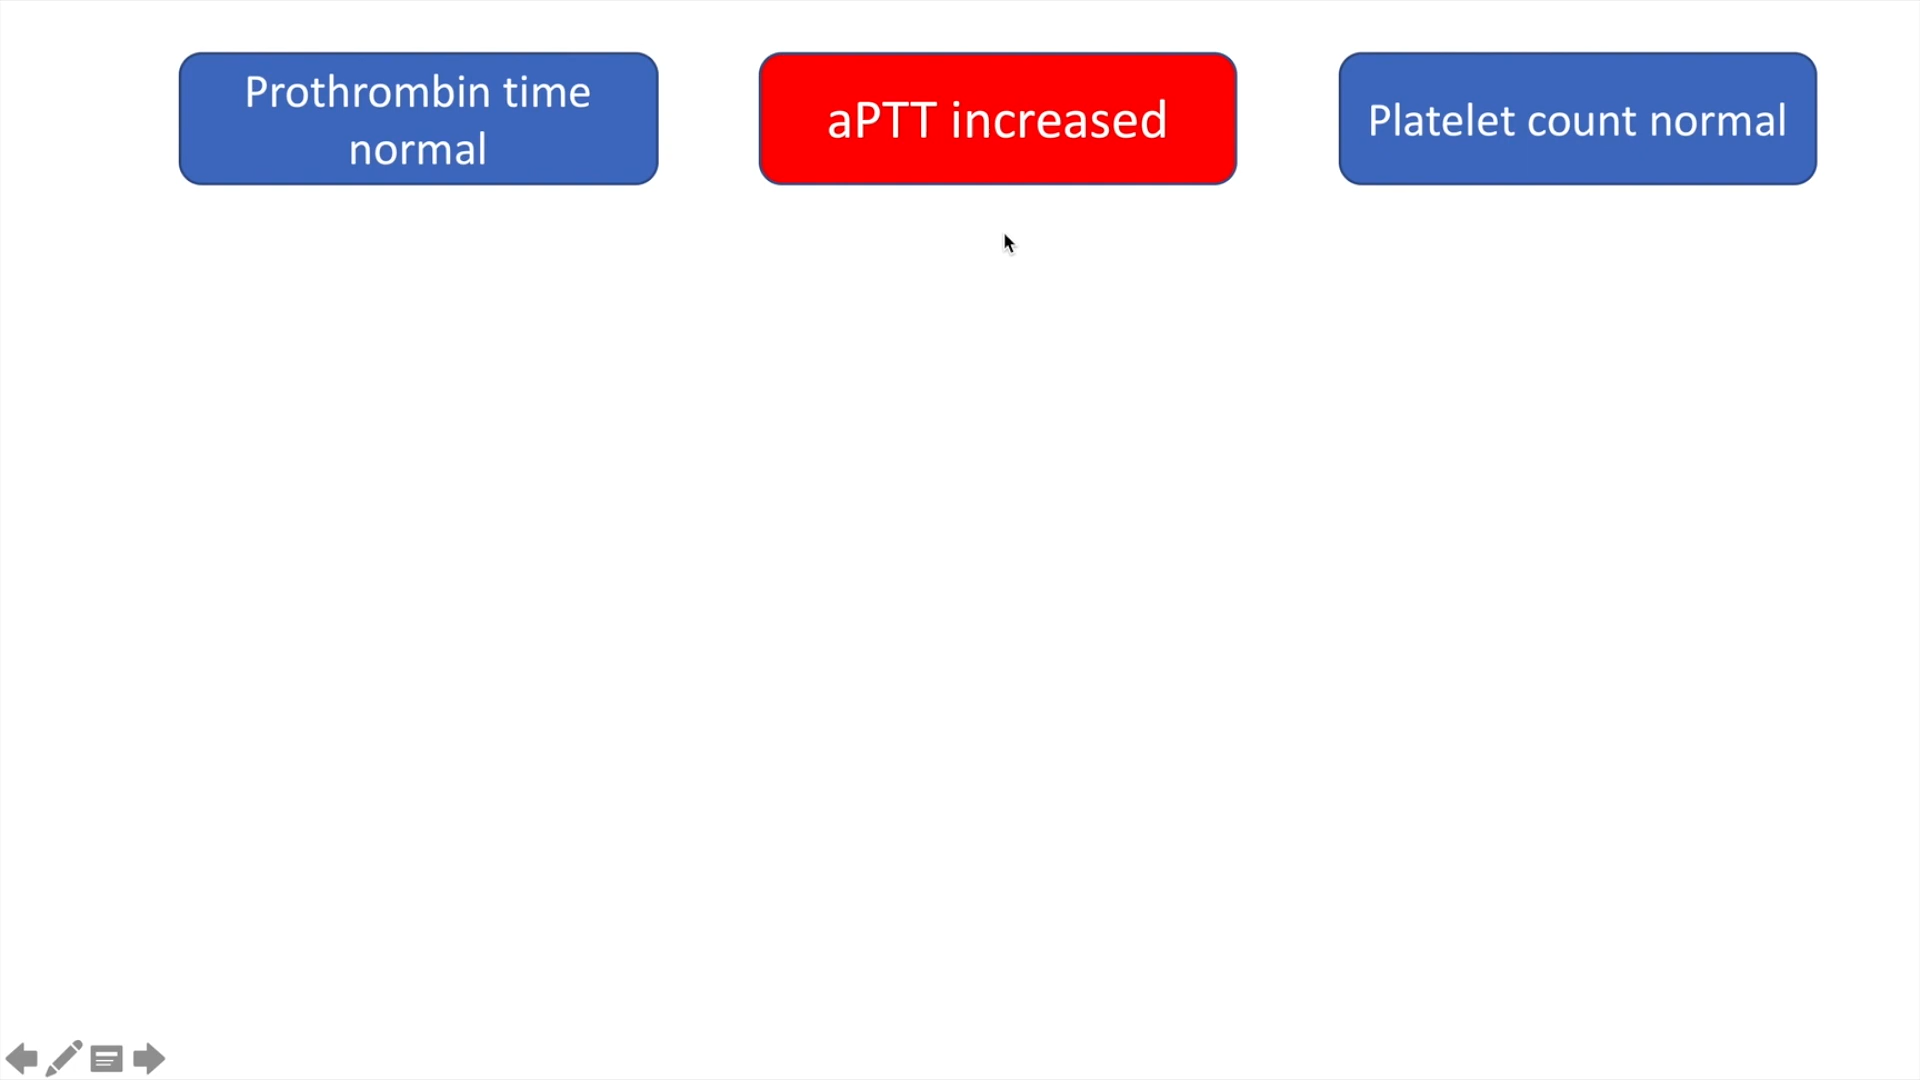 Prothrombin time
normal
aPTT increased
Platelet count normal